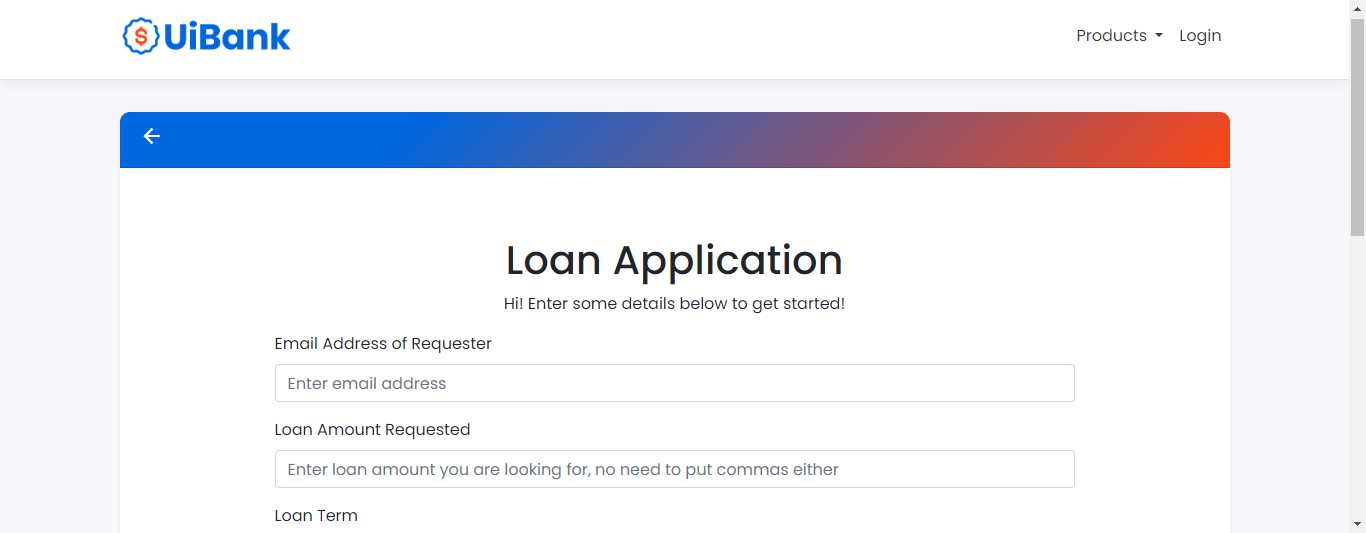 $ UiBank
Products
Login
Loan Application
Hi! Enter some details below to get started!
Email Address of Requester
Enter email address
Loan Amount Requested
Enter loan amount you are looking for, no need to put commas either
Loan Term